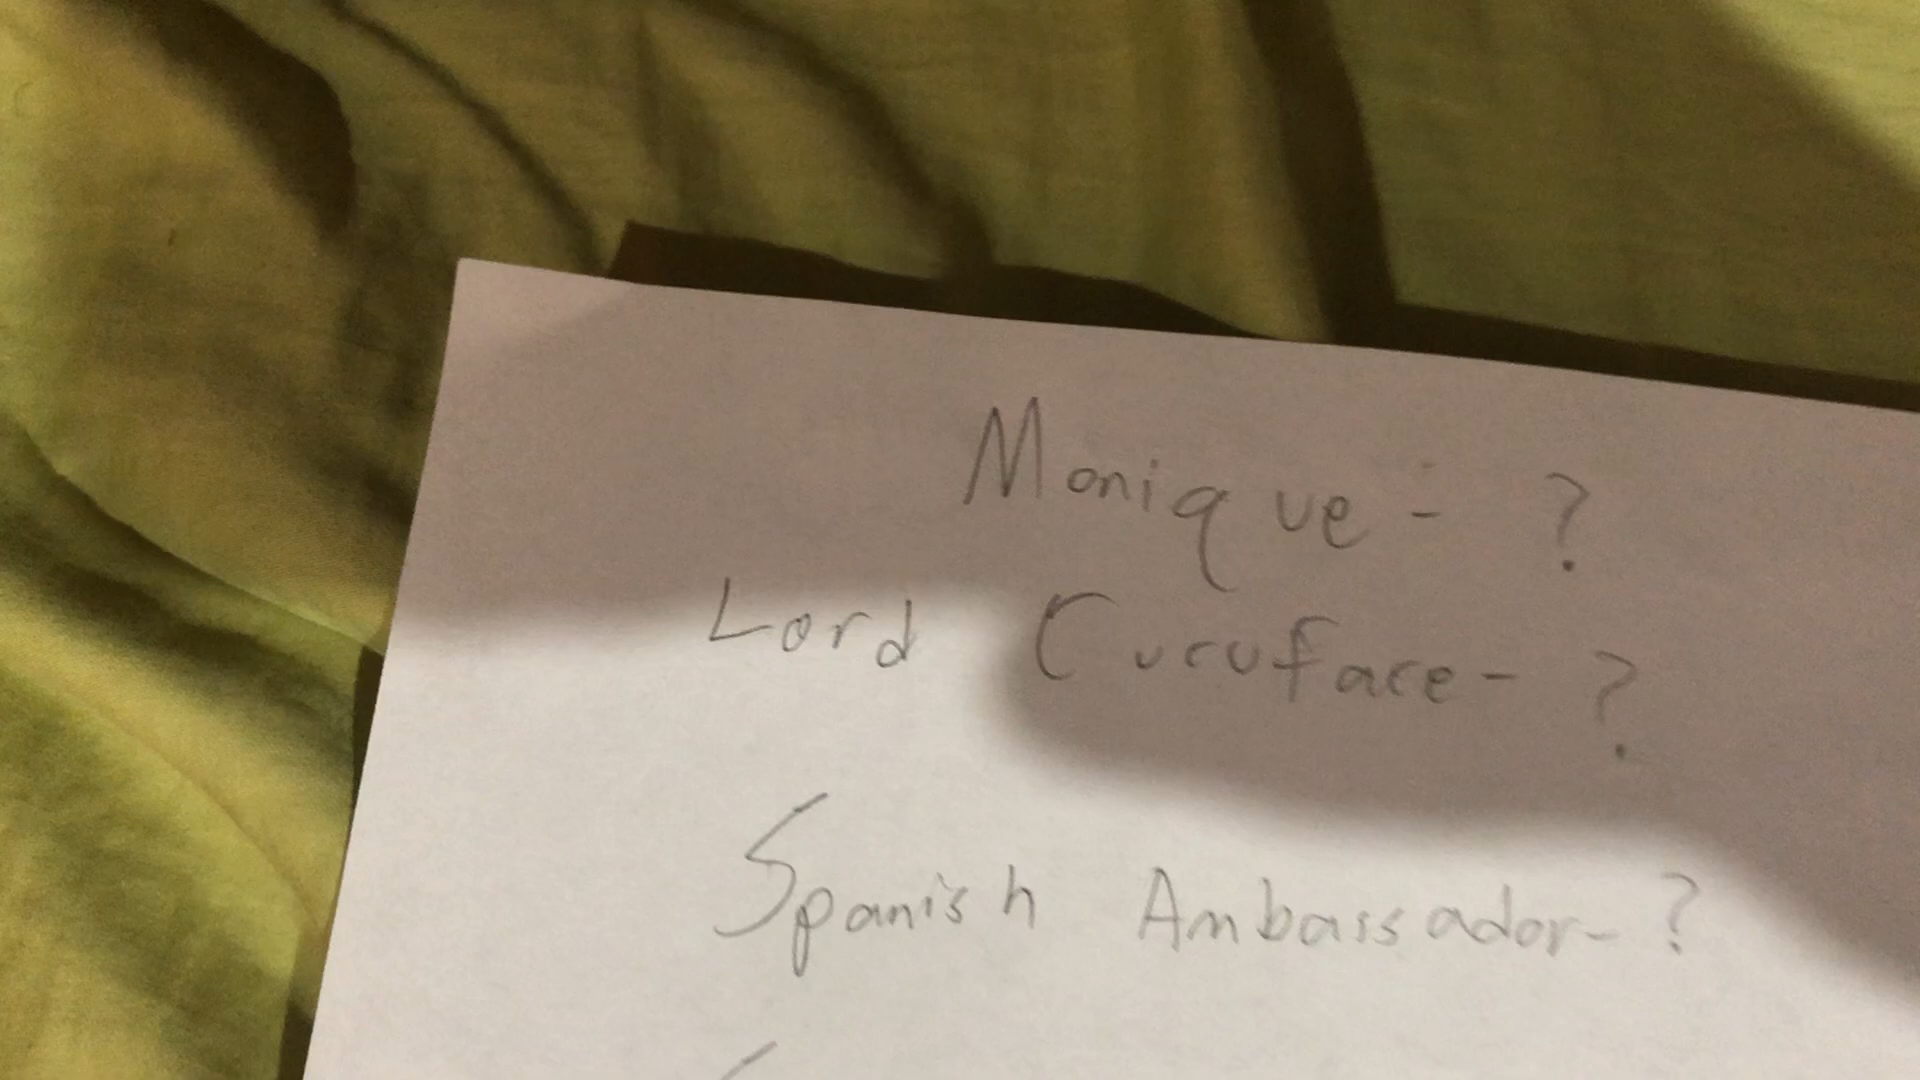 Monique - ?
Lord Curuface - ?
Spanish Ambassador - ?